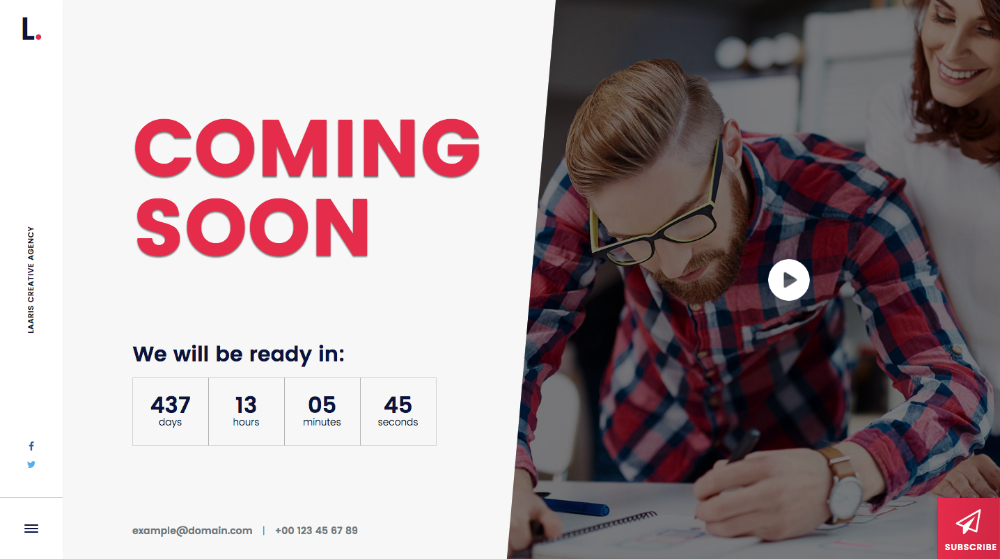 L.
LAARIS CREATIVE AGENCY
COMING
SOON
We will be ready in:
437 13 05 45
days hours minutes seconds
example@domain.com | +00 123 45 67 89
SUBSCRIBE